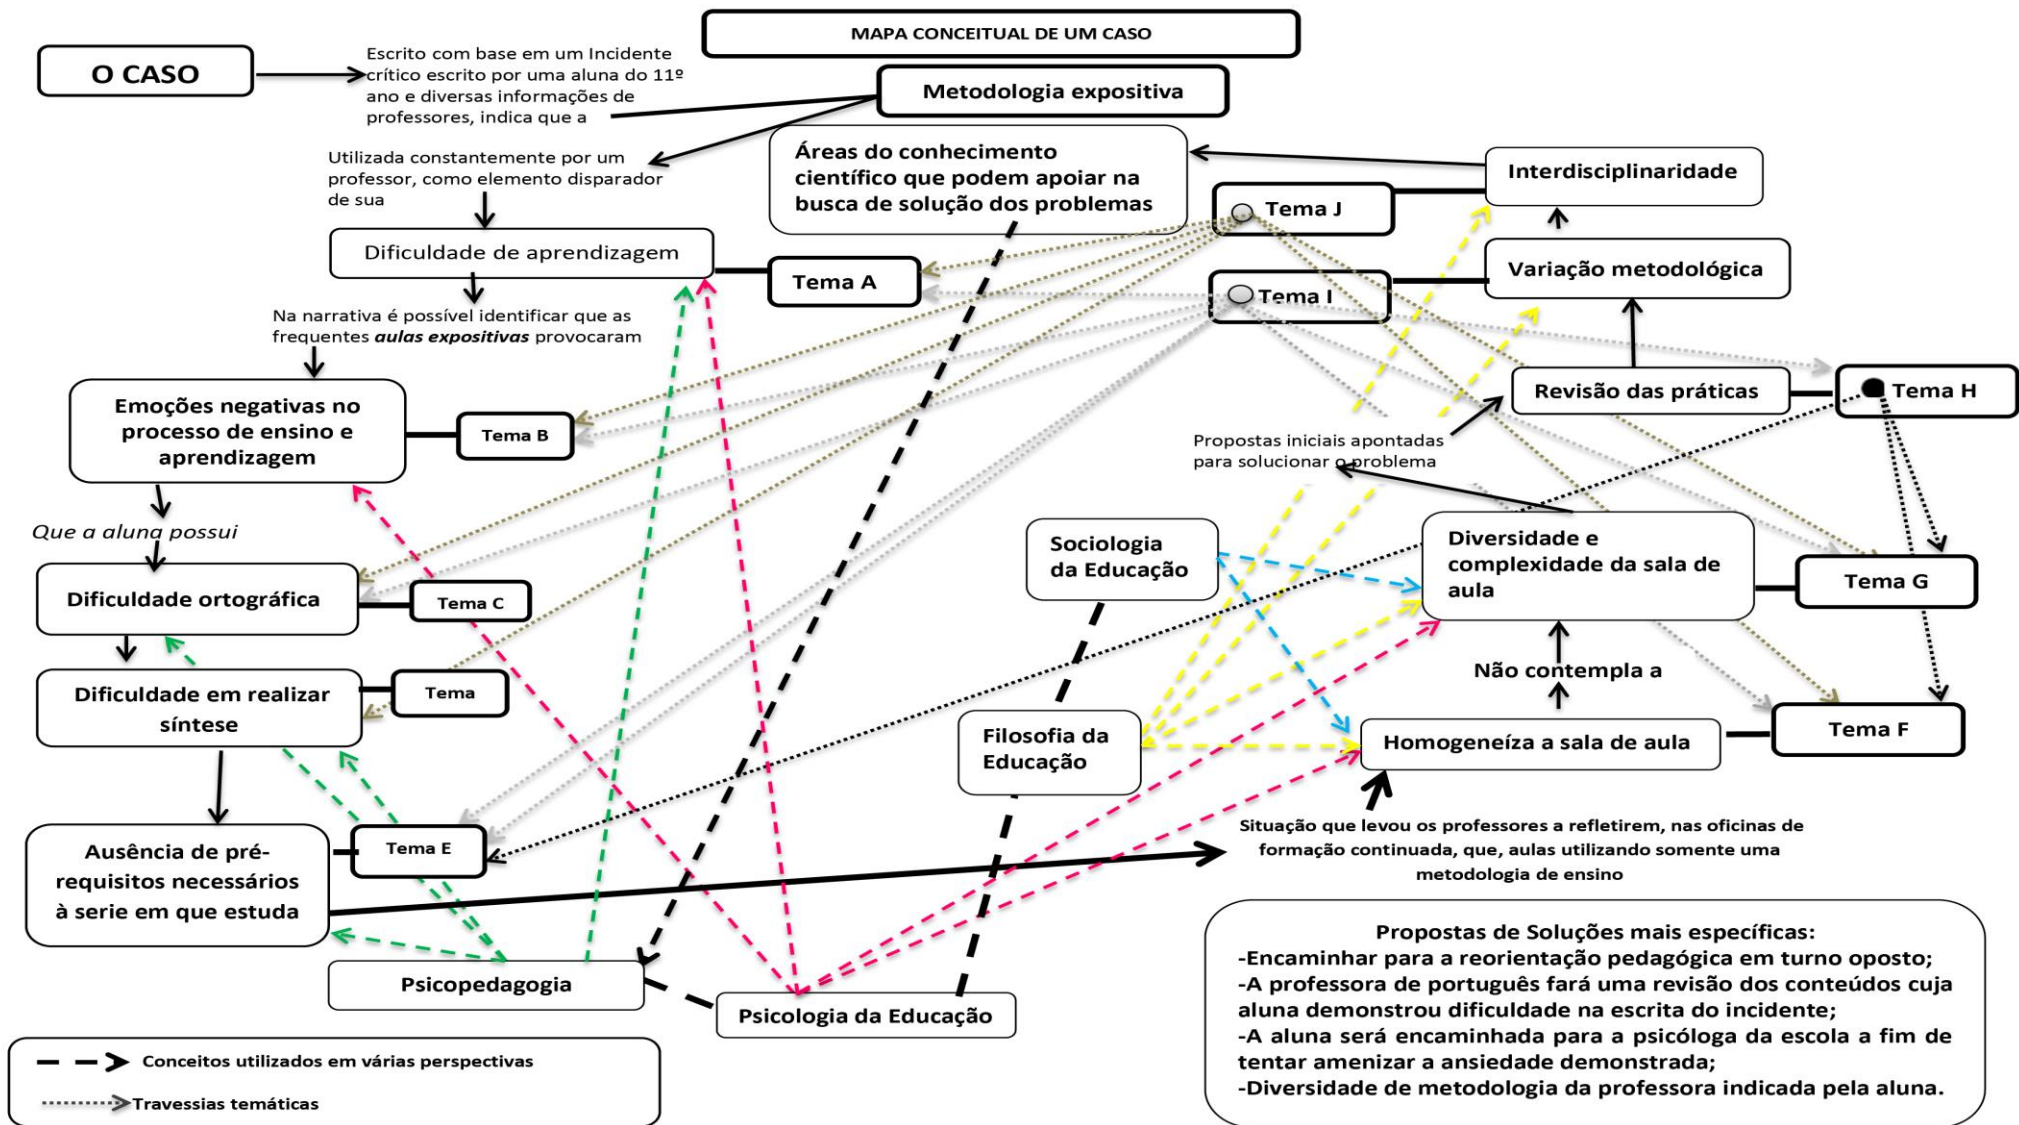 MAPA CONCEITUAL DE UM CASO
O CASO
Escrito com base em um Incidente
crítico escrito por uma aluna do 11º
ano e diversas informações de
professores, indica que a
Metodologia expositiva
Utilizada constantemente por um
professor, como elemento disparador
de sua
Áreas do conhecimento
científico que podem apoiar na
busca de solução dos problemas
Interdisciplinaridade
Tema J
Dificuldade de aprendizagem
Tema A
Variação metodológica
Tema I
Na narrativa é possível identificar que as
frequentes aulas expositivas provocaram
Emoções negativas no
processo de ensino e
aprendizagem
Tema B
Revisão das práticas
Tema H
Propostas iniciais apontadas
para solucionar o problema
Que a aluna possui
Sociologia
da Educação
Diversidade e
complexidade da sala de
aula
Tema G
Dificuldade ortográfica
Tema C
Não contempla a
Dificuldade em realizar
síntese
Tema
Filosofia da
Educação
Homogeneíza a sala de aula
Tema F
Ausência de pré-
requisitos necessários
à serie em que estuda
Tema E
Situação que levou os professores a refletirem, nas oficinas de
formação continuada, que, aulas utilizando somente uma
metodologia de ensino
Psicopedagogia
Psicologia da Educação
Propostas de Soluções mais específicas:
-Encaminhar para a reorientação pedagógica em turno oposto;
-A professora de português fará uma revisão dos conteúdos cuja
aluna demonstrou dificuldade na escrita do incidente;
-A aluna será encaminhada para a psicóloga da escola a fim de
tentar amenizar a ansiedade demonstrada;
-Diversidade de metodologia da professora indicada pela aluna.
Conceitos utilizados em várias perspectivas
Travessias temáticas